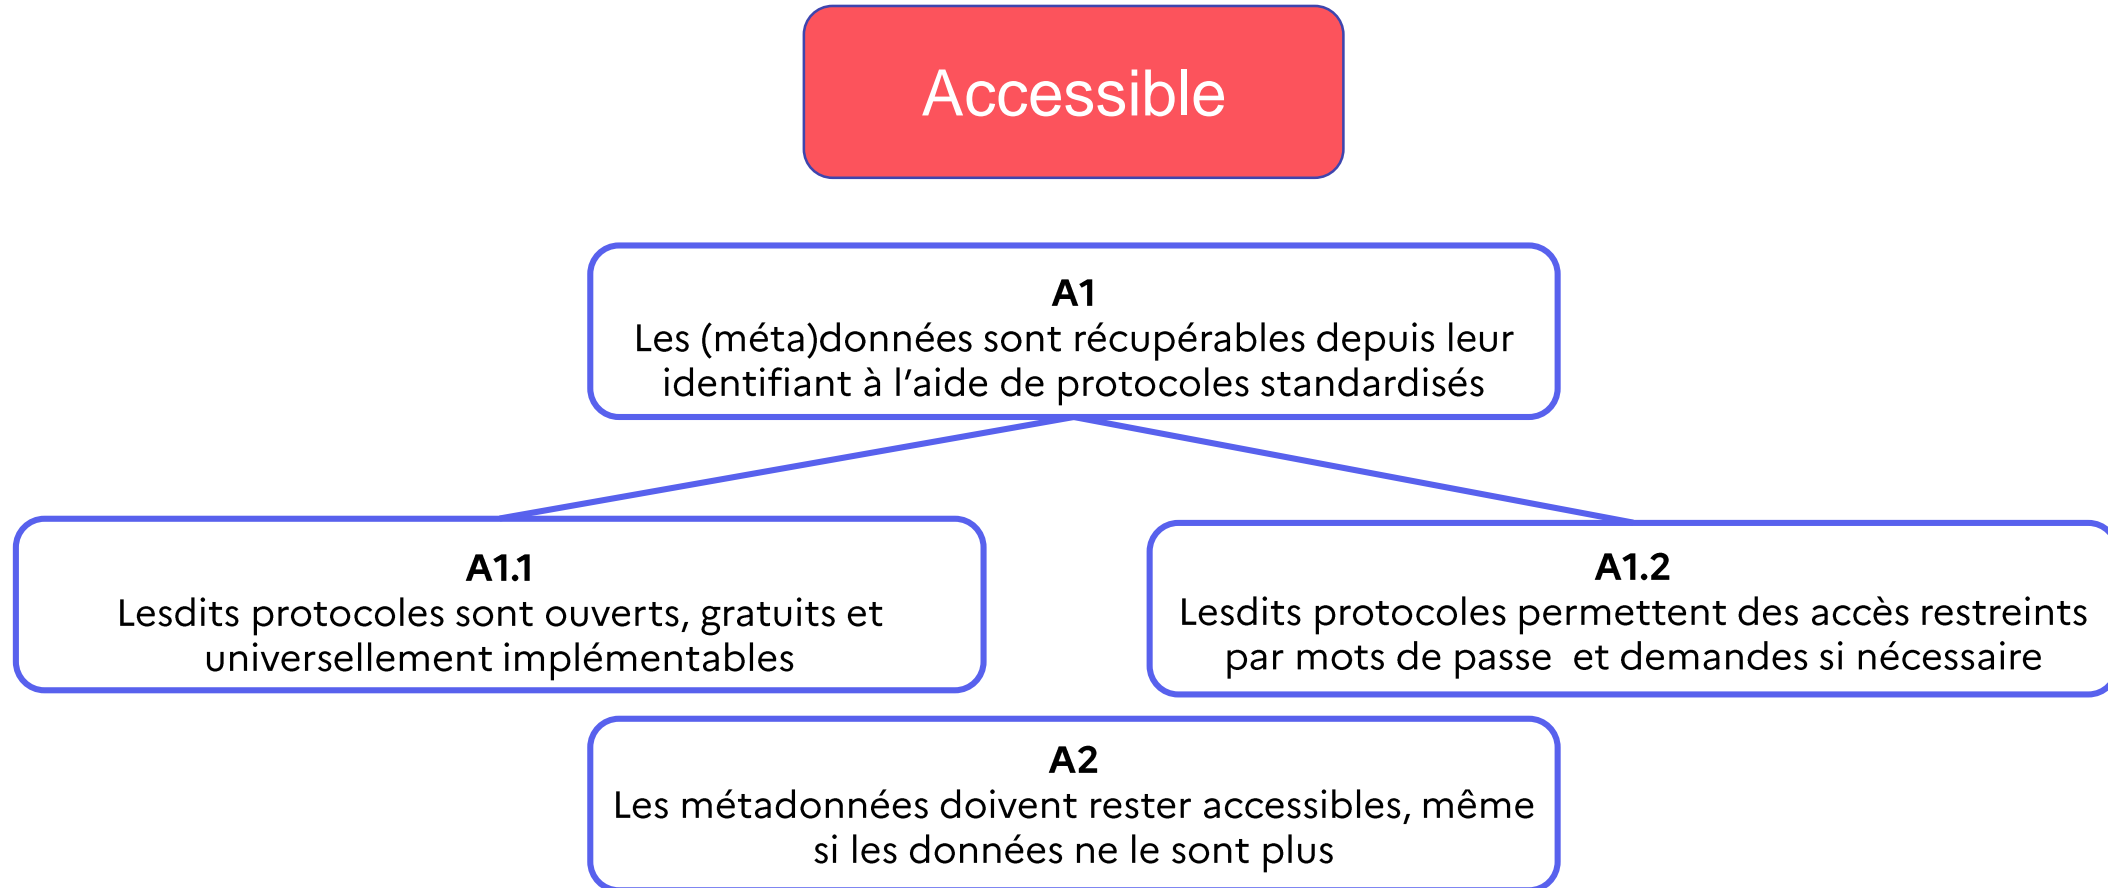 Accessible
A1
Les (méta)données sont récupérables depuis leur
identifiant à l’aide de protocoles standardisés
A1.1
Lesdits protocoles sont ouverts, gratuits et
universellement implémentables
A1.2
Lesdits protocoles permettent des accès restreints
par mots de passe  et demandes si nécessaire
A2
Les métadonnées doivent rester accessibles, même
si les données ne le sont plus